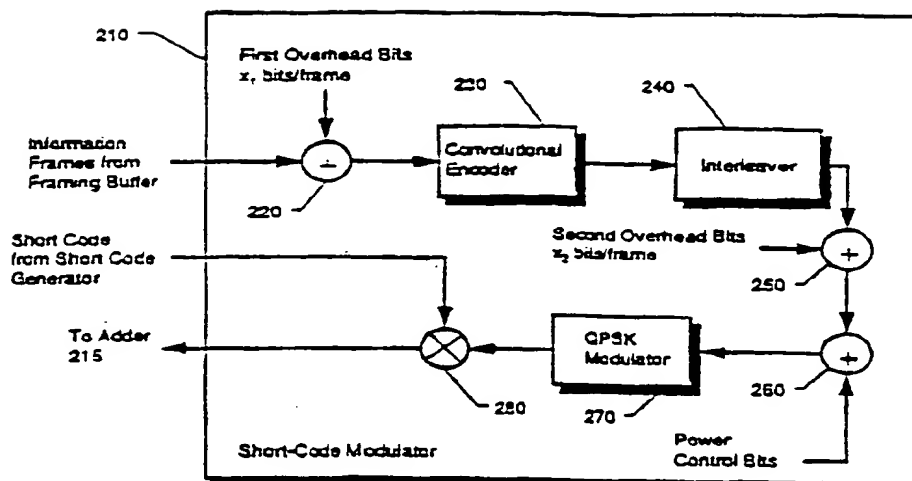 210
First Overhead Bits
x₁ bits/frame
230
240
Information
Frames from
Framing Buffer
+
220
Convolutional
Encoder
Interleaver
Second Overhead Bits
x₂ bits/frame
+
250
Short Code
from Short Code
Generator
To Adder
215
280
QPSK
Modulator
270
+
260
Short-Code Modulator
Power
Control Bits